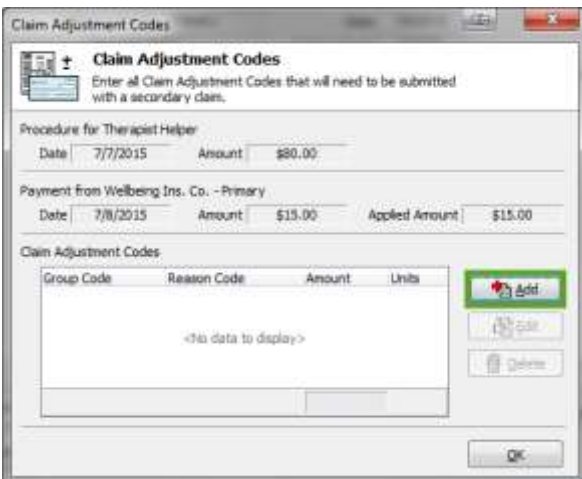 Claim Adjustment Codes
Claim Adjustment Codes
Enter all Claim Adjustment Codes that will need to be submitted
with a secondary claim.
Procedure for Therapist Helper
Date 7/7/2015 Amount $80.00
Payment from Wellbeing Ins. Co. - Primary
Date 7/8/2015 Amount $15.00 Applied Amount $15.00
Claim Adjustment Codes
Group Code Reason Code Amount Units
Add
<No data to display>
Edit
Delete
OK